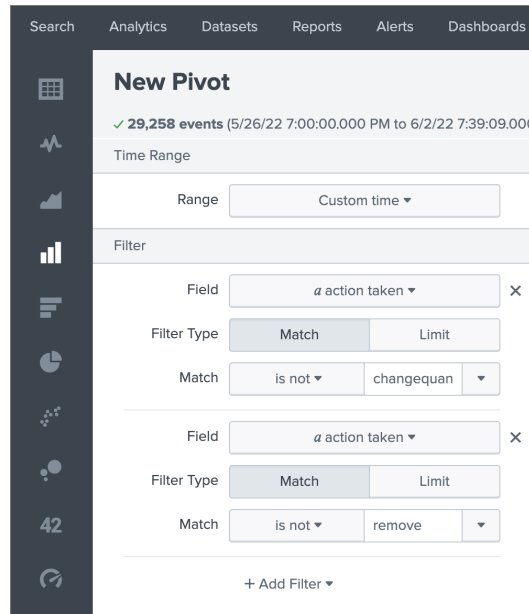 Search Analytics Datasets Reports Alerts Dashboards
New Pivot
✓ 29,258 events (5/26/22 7:00:00.000 PM to 6/2/22 7:39:09.000
Time Range
Range Custom time
Filter
Field a action taken
Filter Type Match Limit
Match is not changequan
Field a action taken
Filter Type Match Limit
Match is not remove
42
+ Add Filter